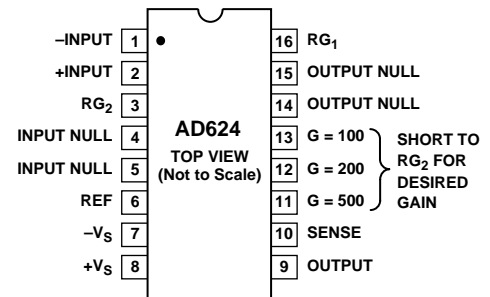 –INPUT 1
+INPUT 2
RG2 3
INPUT NULL 4
INPUT NULL 5
REF 6
–VS 7
+VS 8
AD624
TOP VIEW
(Not to Scale)
16 RG1
15 OUTPUT NULL
14 OUTPUT NULL
13 G = 100
12 G = 200
11 G = 500
10 SENSE
9 OUTPUT
SHORT TO
RG2 FOR
DESIRED
GAIN